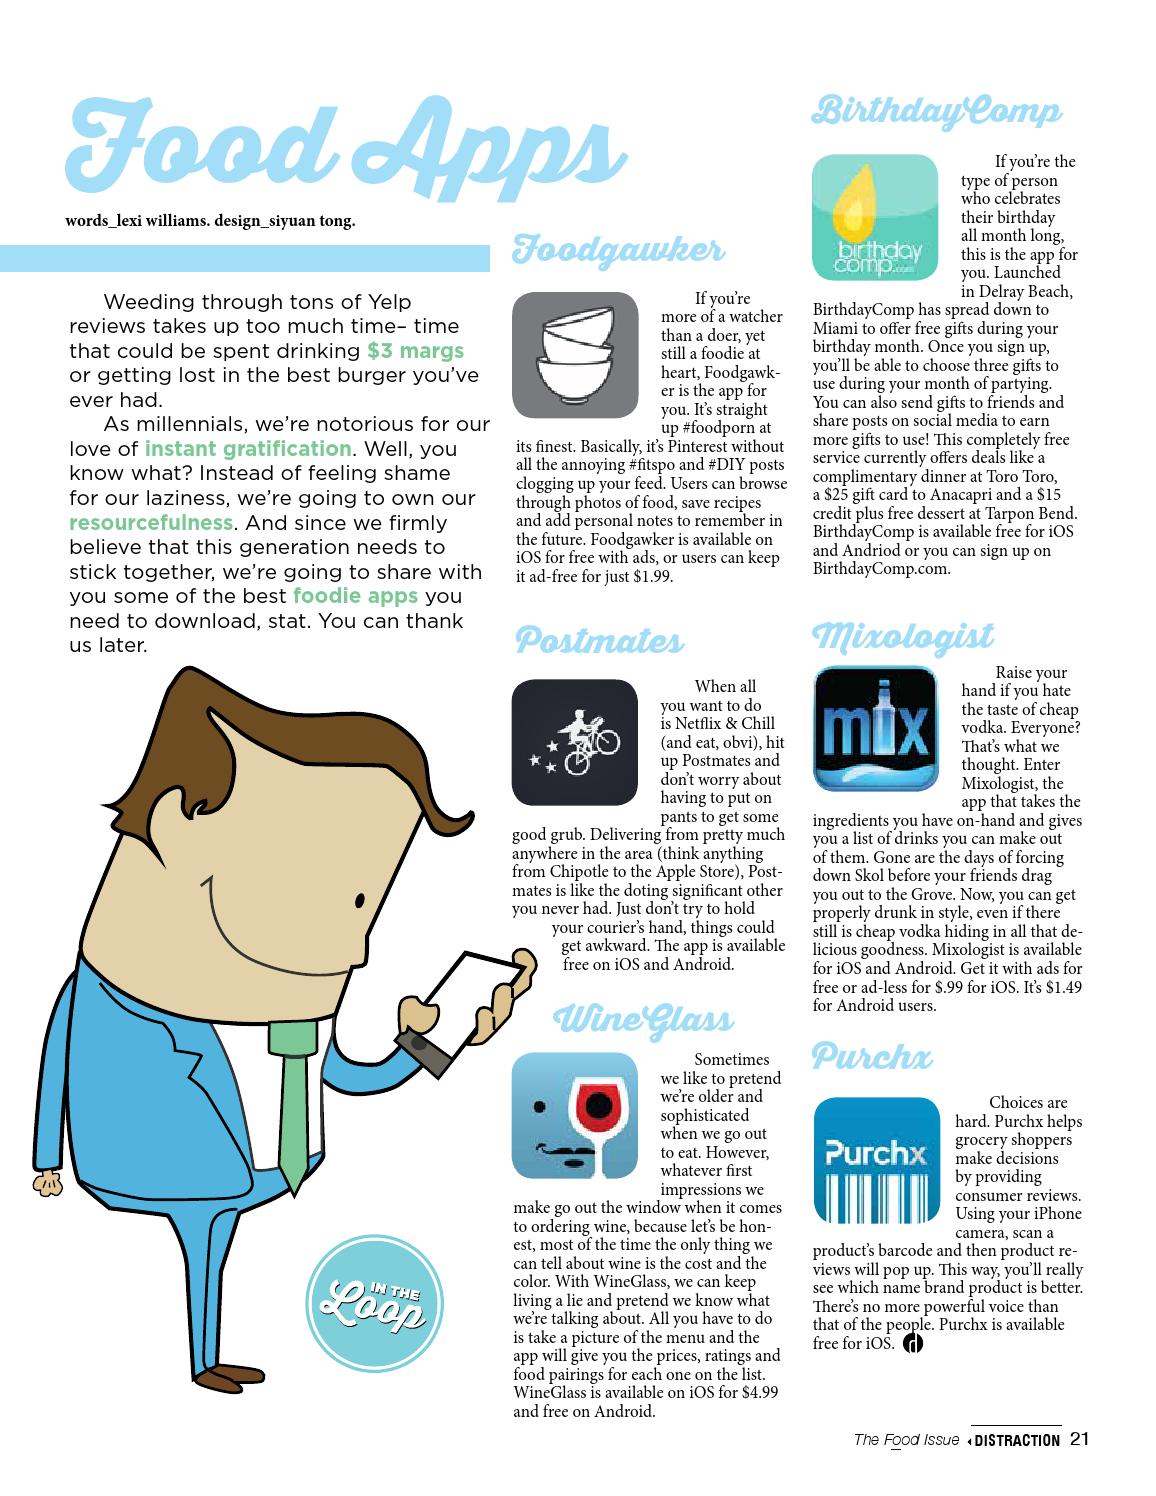 Food Apps
words_lexi williams. design_siyuan tong.
Weeding through tons of Yelp
reviews takes up too much time– time
that could be spent drinking $3 margs
or getting lost in the best burger you've
ever had.
As millennials, we're notorious for our
love of instant gratification. Well, you
know what? Instead of feeling shame
for our laziness, we're going to own our
resourcefulness. And since we firmly
believe that this generation needs to
stick together, we're going to share with
you some of the best foodie apps you
need to download, stat. You can thank
us later.
IN THE
Loop
Foodgawker
If you're
more of a watcher
than a doer, yet
still a foodie at
heart, Foodgawk-
er is the app for
you. It's straight
up #foodporn at
its finest. Basically, it's Pinterest without
all the annoying #fitspo and #DIY posts
clogging up your feed. Users can browse
through photos of food, save recipes
and add personal notes to remember in
the future. Foodgawker is available on
iOS for free with ads, or users can keep
it ad-free for just $1.99.
Postmates
When all
you want to do
is Netflix & Chill
(and eat, obvi), hit
up Postmates and
don't worry about
having to put on
pants to get some
good grub. Delivering from pretty much
anywhere in the area (think anything
from Chipotle to the Apple Store), Post-
mates is like the doting significant other
you never had. Just don't try to hold
your courier's hand, things could
get awkward. The app is available
free on iOS and Android.
WineGlass
Sometimes
we like to pretend
we're older and
sophisticated
when we go out
to eat. However,
whatever first
impressions we
make go out the window when it comes
to ordering wine, because let's be hon-
est, most of the time the only thing we
can tell about wine is the cost and the
color. With WineGlass, we can keep
living a lie and pretend we know what
we're talking about. All you have to do
is take a picture of the menu and the
app will give you the prices, ratings and
food pairings for each one on the list.
WineGlass is available on iOS for $4.99
and free on Android.
BirthdayComp
birthday
comp.com
If you're the
type of person
who celebrates
their birthday
all month long,
this is the app for
you. Launched
in Delray Beach,
BirthdayComp has spread down to
Miami to offer free gifts during your
birthday month. Once you sign up,
you'll be able to choose three gifts to
use during your month of partying.
You can also send gifts to friends and
share posts on social media to earn
more gifts to use! This completely free
service currently offers deals like a
complimentary dinner at Toro Toro,
a $25 gift card to Anacapri and a $15
credit plus free dessert at Tarpon Bend.
BirthdayComp is available free for iOS
and Andriod or you can sign up on
BirthdayComp.com.
Mixologist
mix
Raise your
hand if you hate
the taste of cheap
vodka. Everyone?
That's what we
thought. Enter
Mixologist, the
app that takes the
ingredients you have on-hand and gives
you a list of drinks you can make out
of them. Gone are the days of forcing
down Skol before your friends drag
you out to the Grove. Now, you can get
properly drunk in style, even if there
still is cheap vodka hiding in all that de-
licious goodness. Mixologist is available
for iOS and Android. Get it with ads for
free or ad-less for $.99 for iOS. It's $1.49
for Android users.
Purchx
Purchx
Choices are
hard. Purchx helps
grocery shoppers
make decisions
by providing
consumer reviews.
Using your iPhone
camera, scan a
product's barcode and then product re-
views will pop up. This way, you'll really
see which name brand product is better.
There's no more powerful voice than
that of the people. Purchx is available
free for iOS. d
The Food Issue DISTRACTION 21